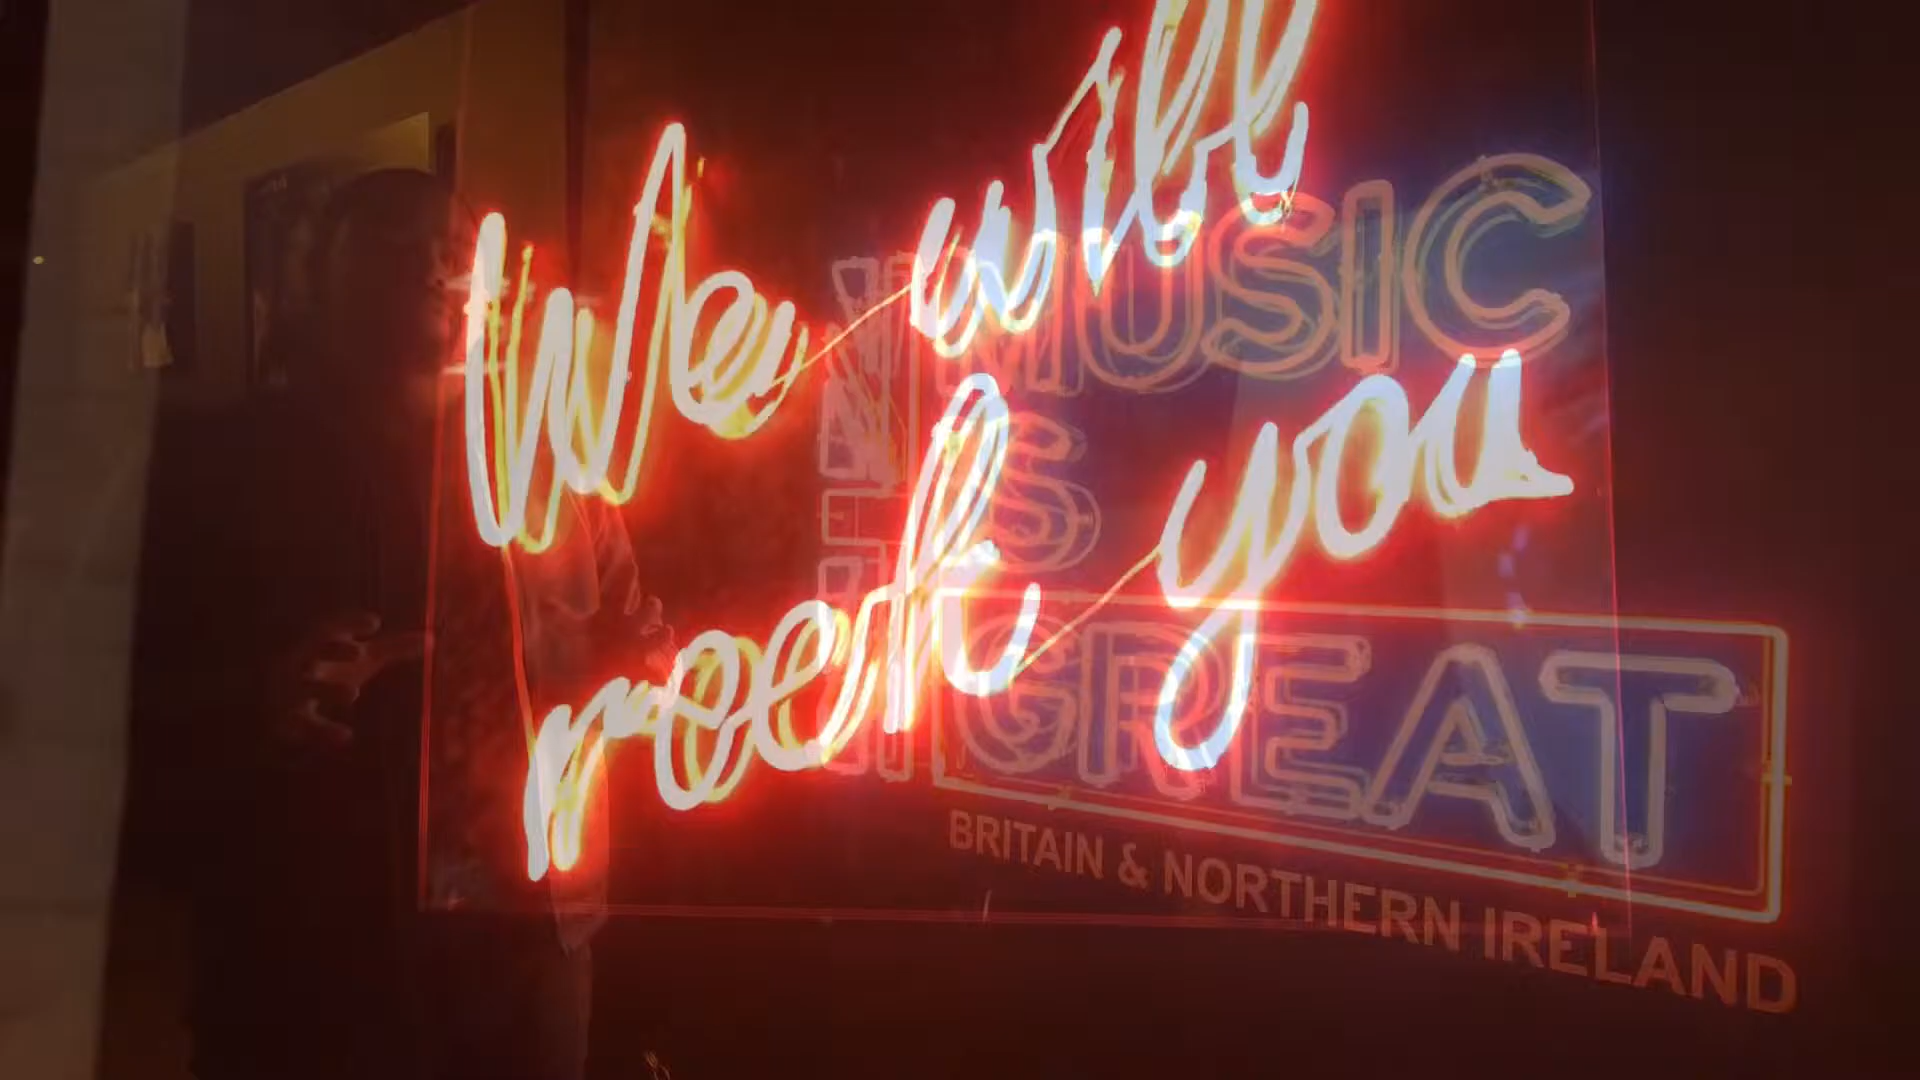 We will
rock you
MUSIC
IS
GREAT
BRITAIN & NORTHERN IRELAND